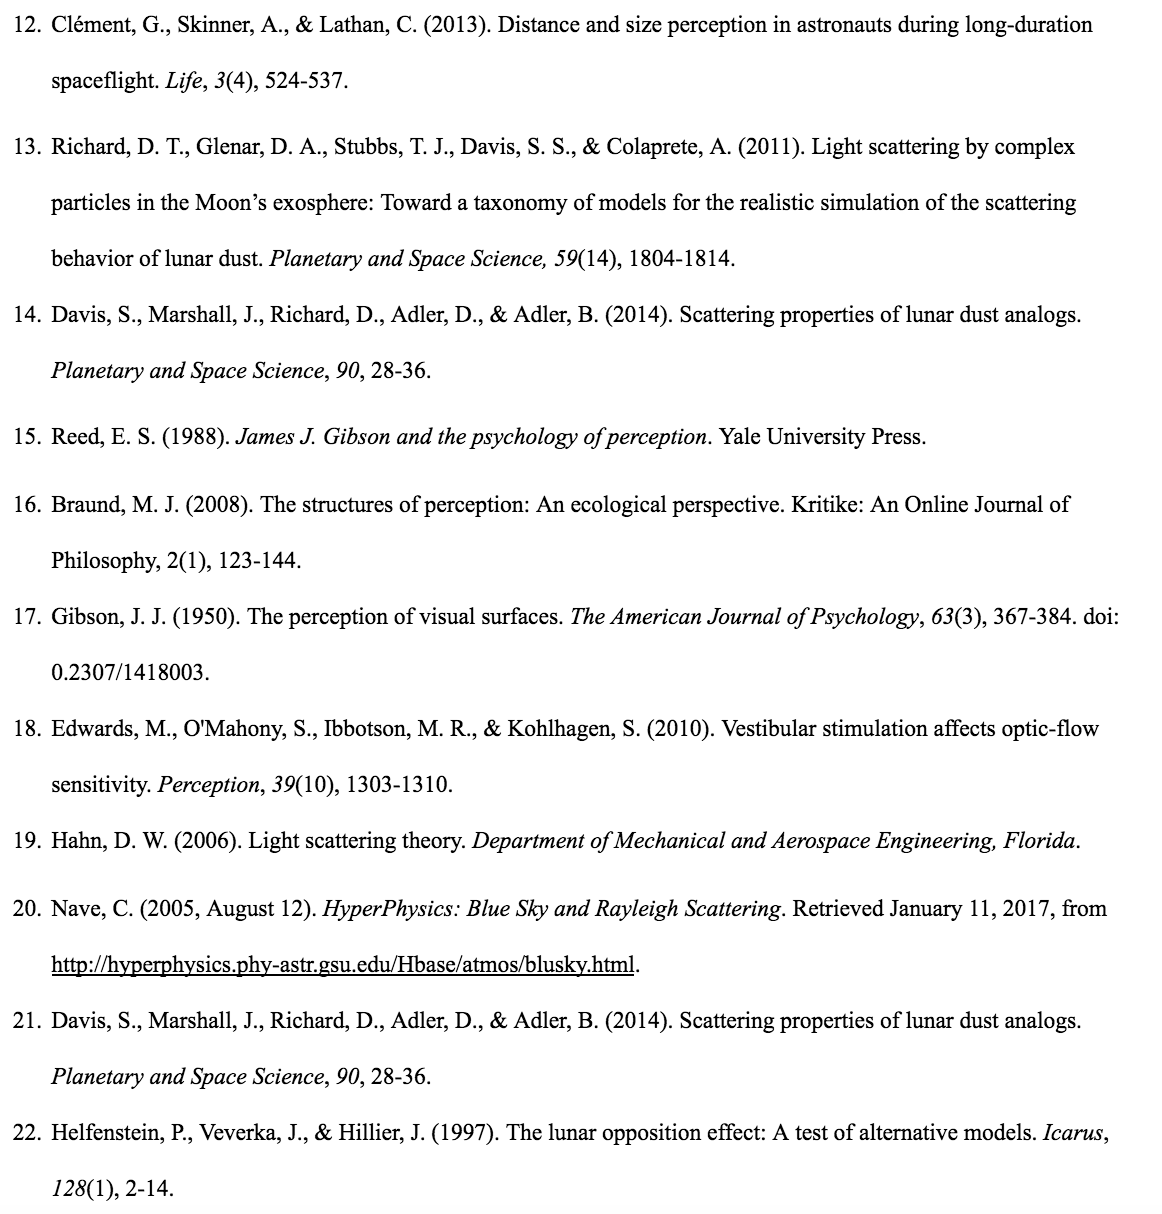 12. Clément, G., Skinner, A., & Lathan, C. (2013). Distance and size perception in astronauts during long-duration
spaceflight. Life, 3(4), 524-537.
13. Richard, D. T., Glenar, D. A., Stubbs, T. J., Davis, S. S., & Colaprete, A. (2011). Light scattering by complex
particles in the Moon’s exosphere: Toward a taxonomy of models for the realistic simulation of the scattering
behavior of lunar dust. Planetary and Space Science, 59(14), 1804-1814.
14. Davis, S., Marshall, J., Richard, D., Adler, D., & Adler, B. (2014). Scattering properties of lunar dust analogs.
Planetary and Space Science, 90, 28-36.
15. Reed, E. S. (1988). James J. Gibson and the psychology of perception. Yale University Press.
16. Braund, M. J. (2008). The structures of perception: An ecological perspective. Kritike: An Online Journal of
Philosophy, 2(1), 123-144.
17. Gibson, J. J. (1950). The perception of visual surfaces. The American Journal of Psychology, 63(3), 367-384. doi:
0.2307/1418003.
18. Edwards, M., O'Mahony, S., Ibbotson, M. R., & Kohlhagen, S. (2010). Vestibular stimulation affects optic-flow
sensitivity. Perception, 39(10), 1303-1310.
19. Hahn, D. W. (2006). Light scattering theory. Department of Mechanical and Aerospace Engineering, Florida.
20. Nave, C. (2005, August 12). HyperPhysics: Blue Sky and Rayleigh Scattering. Retrieved January 11, 2017, from
http://hyperphysics.phy-astr.gsu.edu/Hbase/atmos/blusky.html.
21. Davis, S., Marshall, J., Richard, D., Adler, D., & Adler, B. (2014). Scattering properties of lunar dust analogs.
Planetary and Space Science, 90, 28-36.
22. Helfenstein, P., Veverka, J., & Hillier, J. (1997). The lunar opposition effect: A test of alternative models. Icarus,
128(1), 2-14.